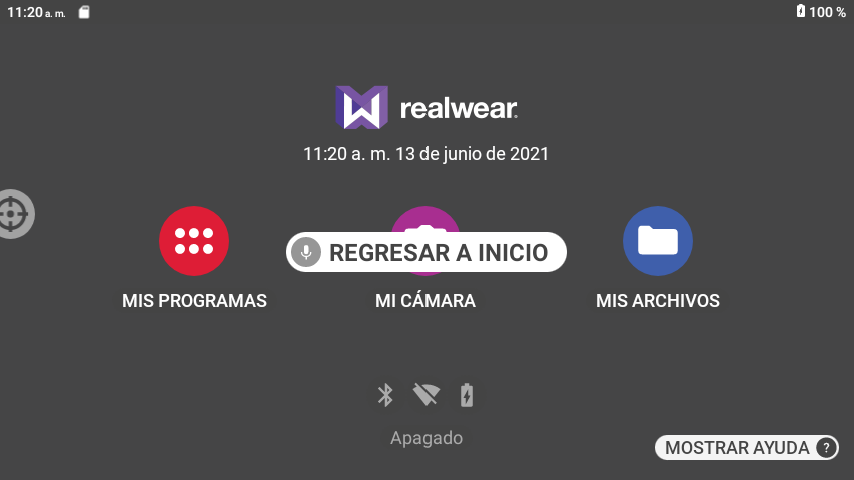 11:20 a. m.
100 %
realwear
11:20 a. m. 13 de junio de 2021
REGRESAR A INICIO
MIS PROGRAMAS
MI CÁMARA
MIS ARCHIVOS
Apagado
MOSTRAR AYUDA ?